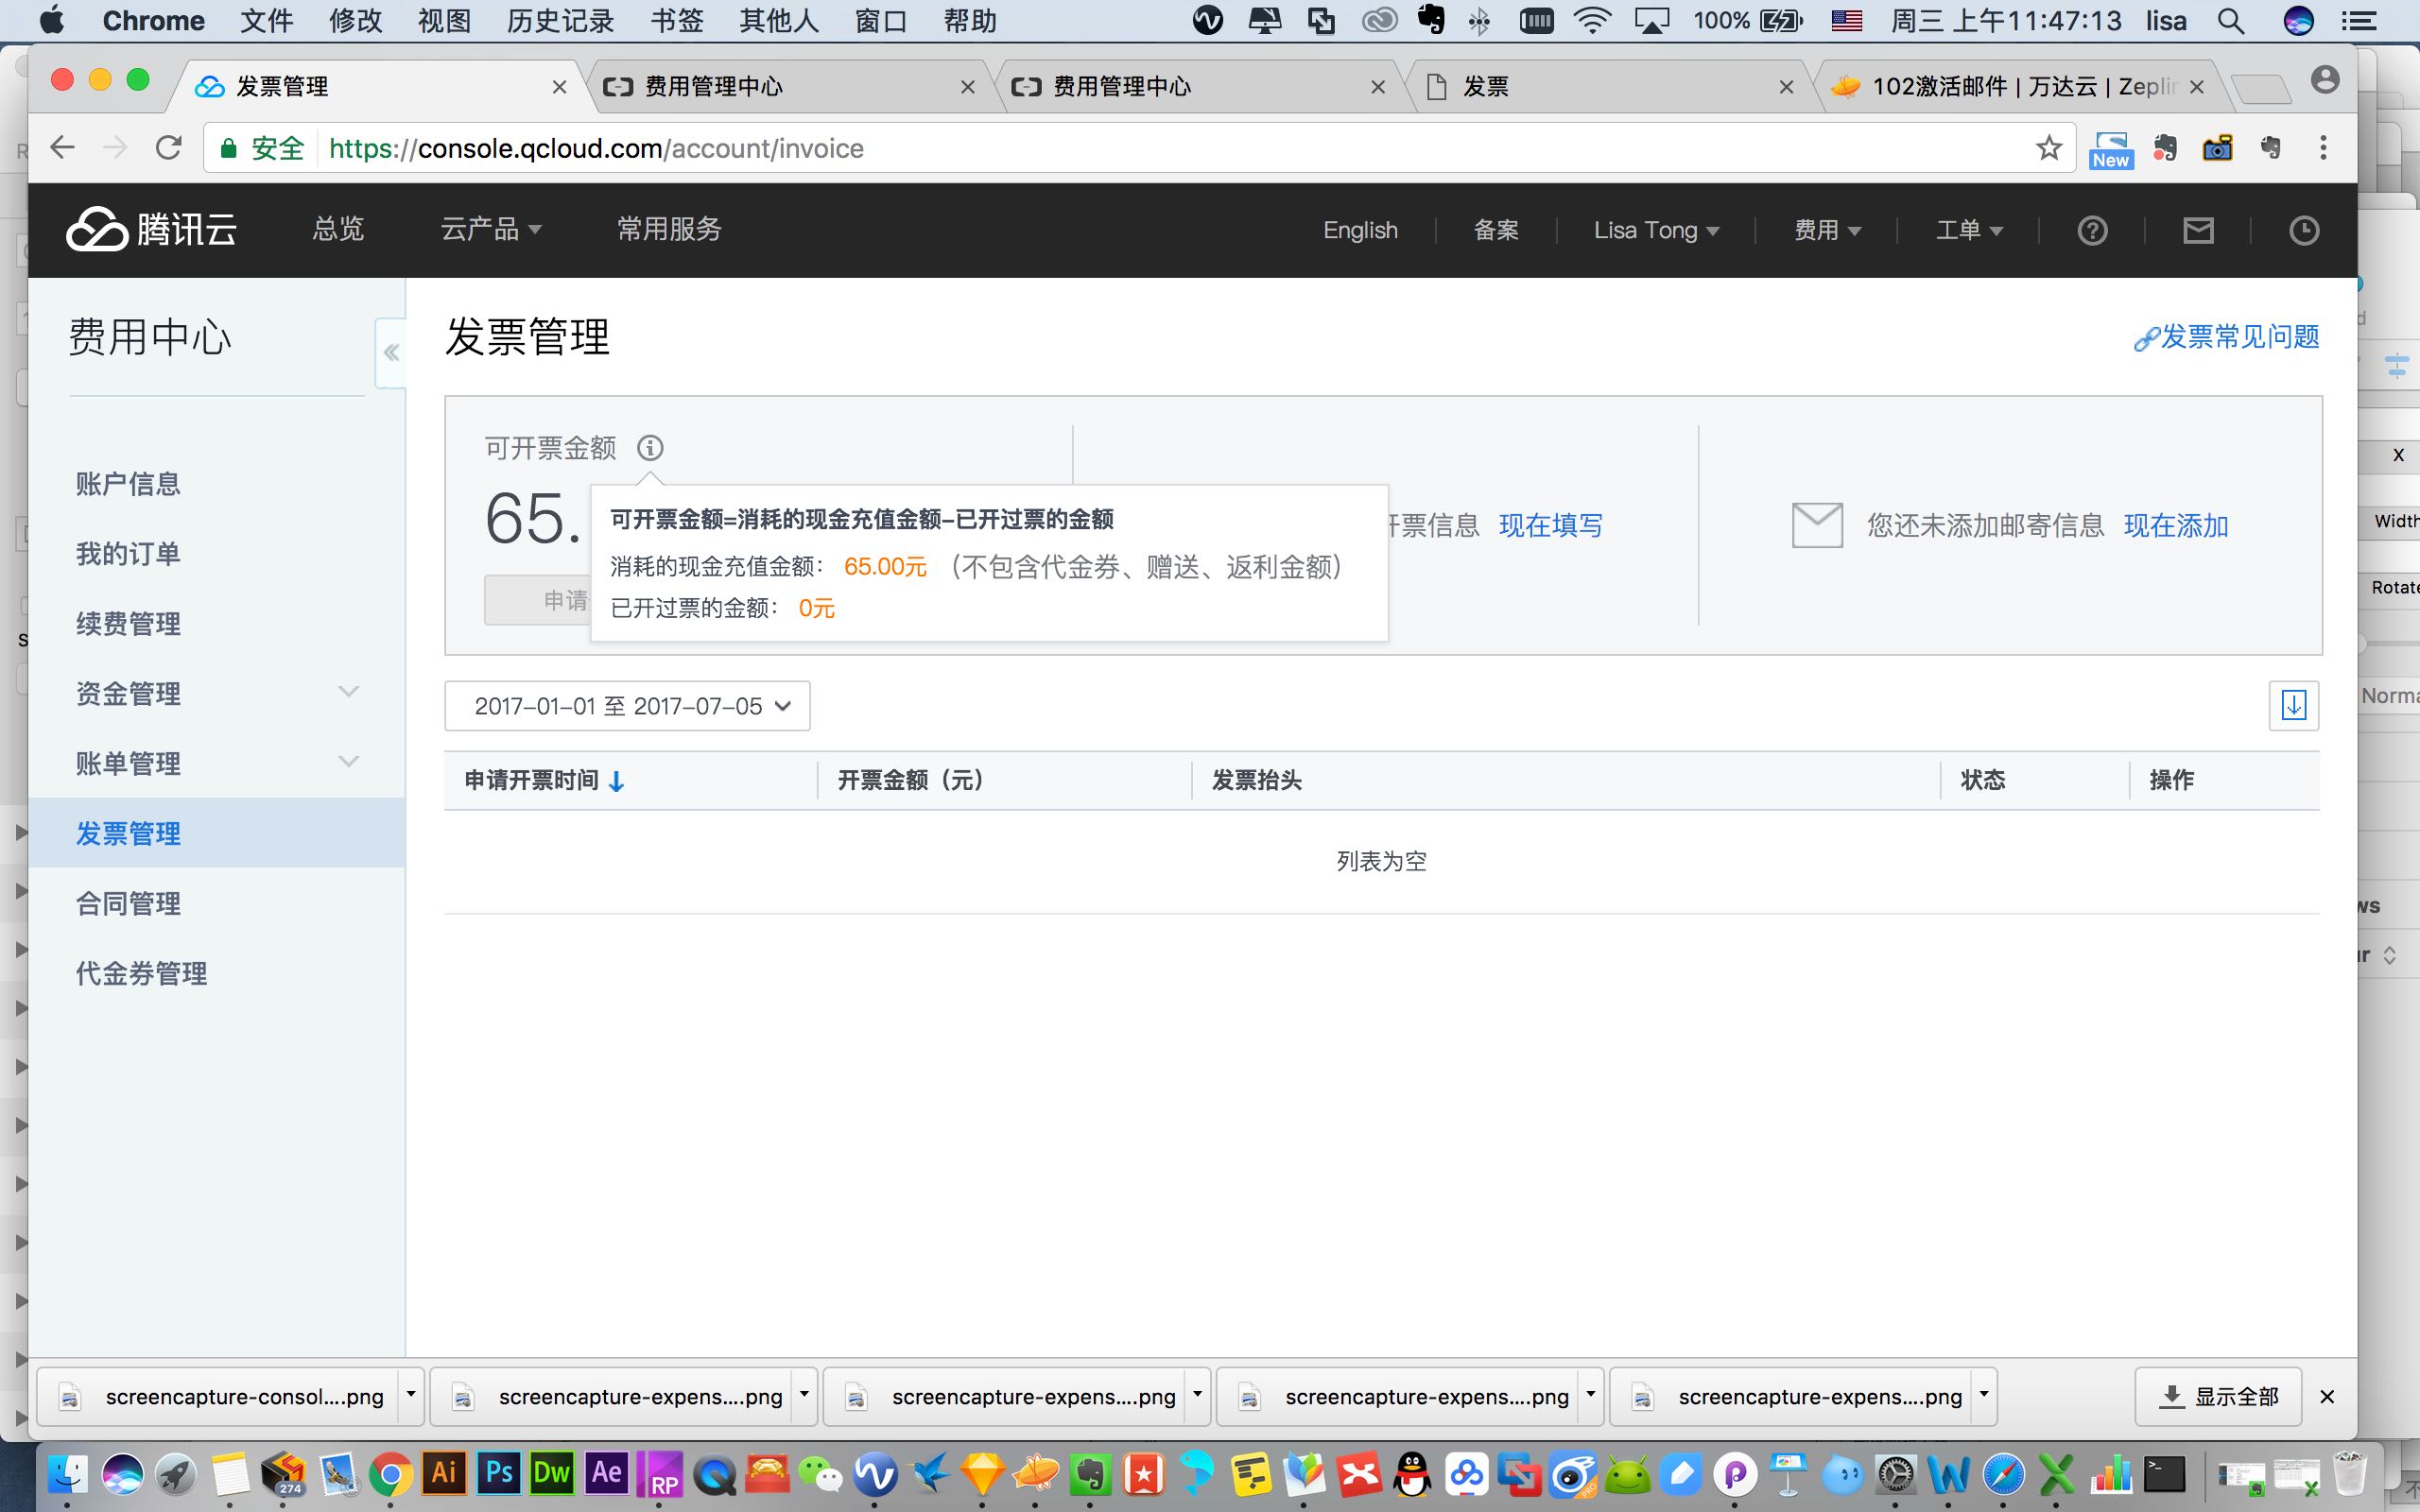 Chrome 文件 修改 视图 历史记录 书签 其他人 窗口 帮助 100% 周三 上午11:47:13 lisa
发票管理 费用管理中心 费用管理中心 发票 102激活邮件 | 万达云 | Zeplin
安全 https://console.qcloud.com/account/invoice New
腾讯云 总览 云产品 常用服务 English 备案 Lisa Tong 费用 工单
费用中心
账户信息
我的订单
续费管理
资金管理
账单管理
发票管理
合同管理
代金券管理
发票管理 发票常见问题
可开票金额
65.
申请
可开票金额=消耗的现金充值金额-已开过票的金额
消耗的现金充值金额： 65.00元 （不包含代金券、赠送、返利金额）
已开过票的金额： 0元
开票信息 现在填写
您还未添加邮寄信息 现在添加
2017-01-01 至 2017-07-05
申请开票时间 开票金额（元） 发票抬头 状态 操作
列表为空
X
Width
Rotate
Norma
ws
ur
screencapture-consol....png screencapture-expens....png screencapture-expens....png screencapture-expens....png screencapture-expens....png 显示全部
274 Ai Ps Dw Ae RP PRO